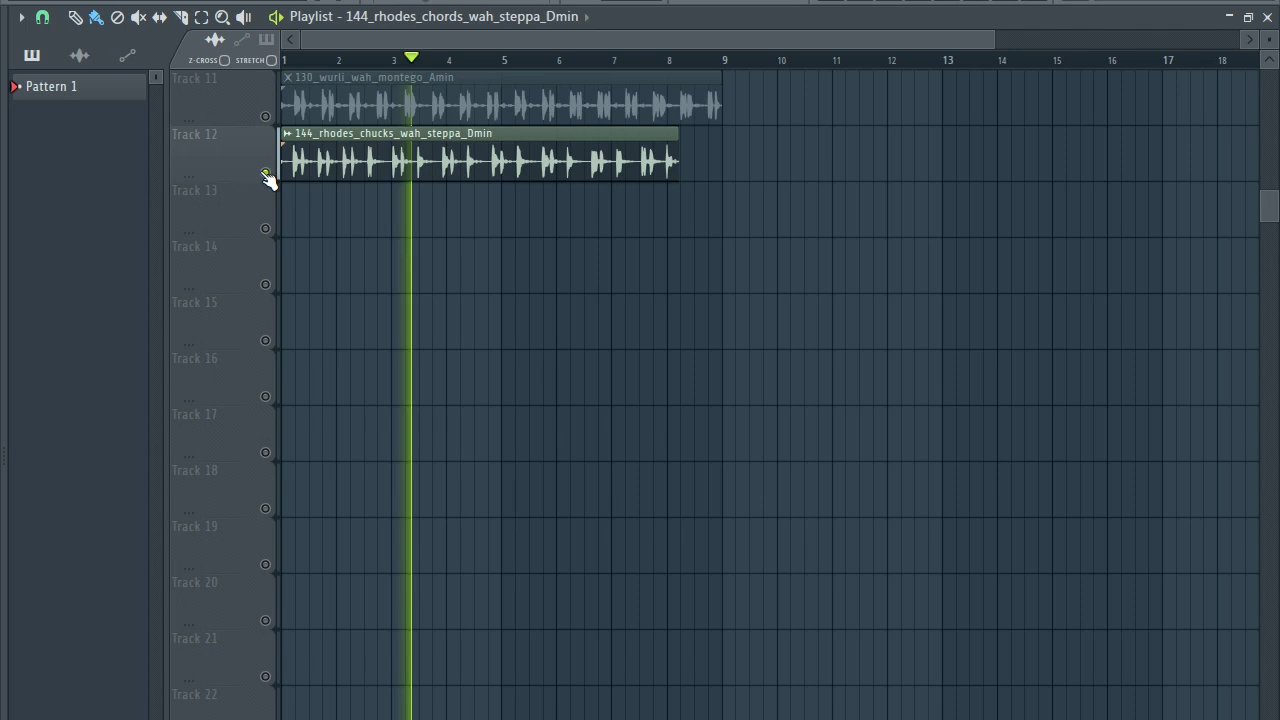 Playlist - 144_rhodes_chords_wah_steppa_Dmin
Z-CROSS STRETCH
1 2 3 4 5 6 7 8 9 10 11 12 13 14 15 16 17 18
Pattern 1
Track 11
130_wurli_wah_montego_Amin
Track 12
144_rhodes_chucks_wah_steppa_Dmin
Track 13
Track 14
Track 15
Track 16
Track 17
Track 18
Track 19
Track 20
Track 21
Track 22